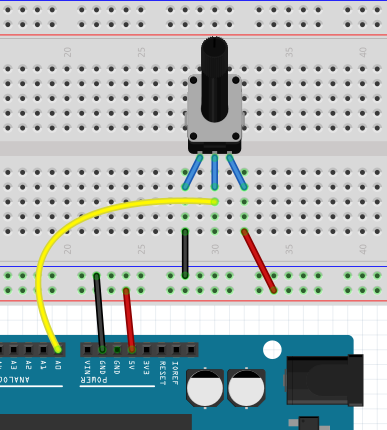 20 25 30 35 40
20 25 30 35 40
A3 A2 A1 A0 VIN GND GND 5V 3V3 RESET IOREF
ANALOG POWER